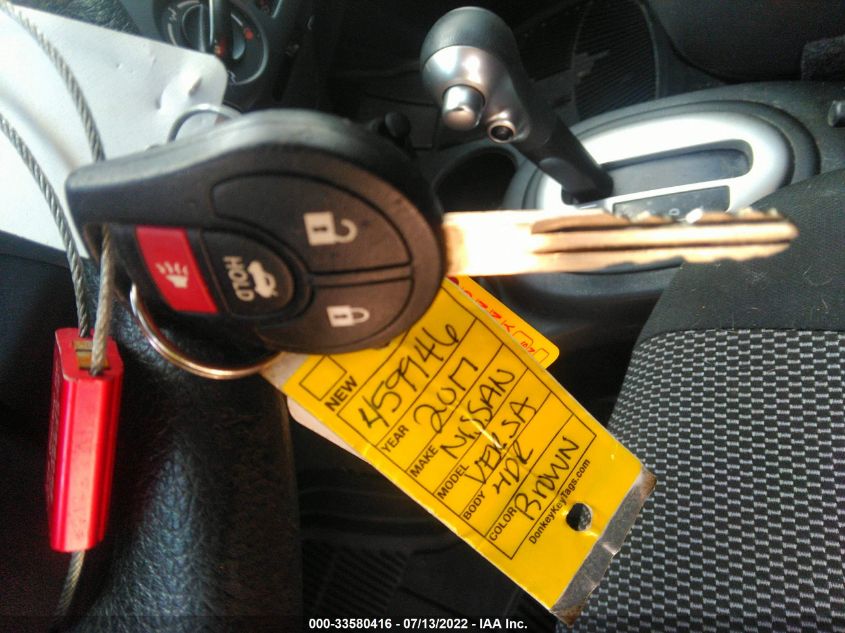 HOLD
NEW
459746
YEAR 2017
MAKE NISSAN
MODEL VERSA
BODY 4DR
COLOR BROWN
DonkeyKeyTags.com
000-33580416 - 07/13/2022 - IAA Inc.